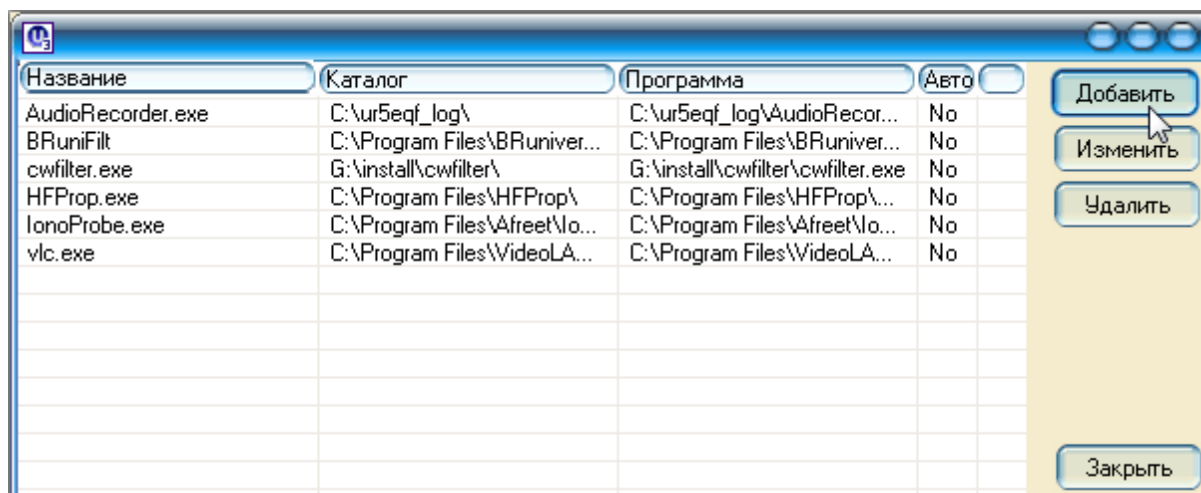 Название Каталог Программа Авто
AudioRecorder.exe C:\ur5eqf_log\ C:\ur5eqf_log\AudioRecor... No
BRuniFilt C:\Program Files\BRuniver... C:\Program Files\BRuniver... No
cwfilter.exe G:\install\cwfilter\ G:\install\cwfilter\cwfilter.exe No
HFProp.exe C:\Program Files\HFProp\ C:\Program Files\HFProp\... No
IonoProbe.exe C:\Program Files\Afreet\Io... C:\Program Files\Afreet\Io... No
vlc.exe C:\Program Files\VideoLA... C:\Program Files\VideoLA... No
Добавить
Изменить
Удалить
Закрыть